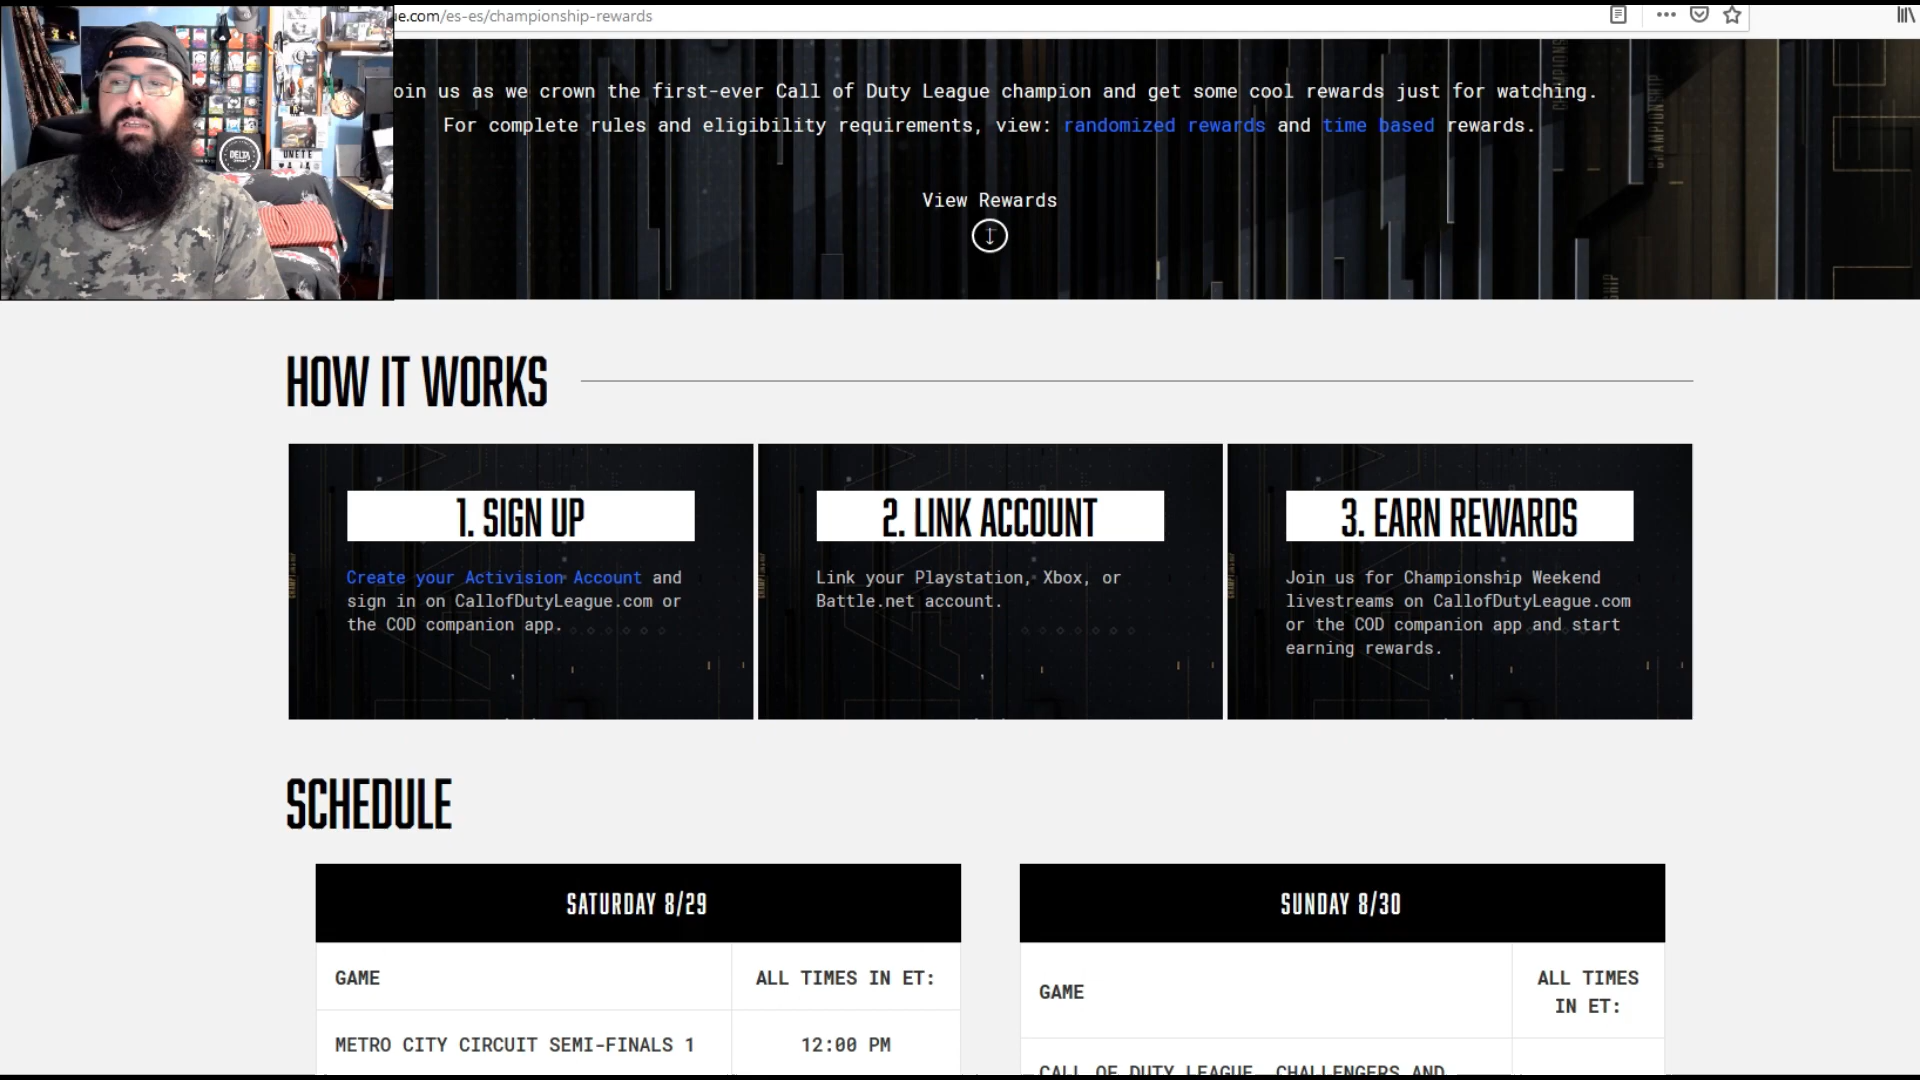 ue.com/es-es/championship-rewards
oin us as we crown the first-ever Call of Duty League champion and get some cool rewards just for watching.
For complete rules and eligibility requirements, view: randomized rewards and time based rewards.
View Rewards
DELTA
UNETE
HOW IT WORKS
1. SIGN UP
Create your Activision Account and
sign in on CallofDutyLeague.com or
the COD companion app.
2. LINK ACCOUNT
Link your Playstation, Xbox, or
Battle.net account.
3. EARN REWARDS
Join us for Championship Weekend
livestreams on CallofDutyLeague.com
or the COD companion app and start
earning rewards.
SCHEDULE
SATURDAY 8/29
GAME
ALL TIMES IN ET:
METRO CITY CIRCUIT SEMI-FINALS 1
12:00 PM
SUNDAY 8/30
GAME
ALL TIMES
IN ET:
CALL OF DUTY LEAGUE, CHALLENGERS AND
CHAMPIONSHIP
CHAMPIONSHIP